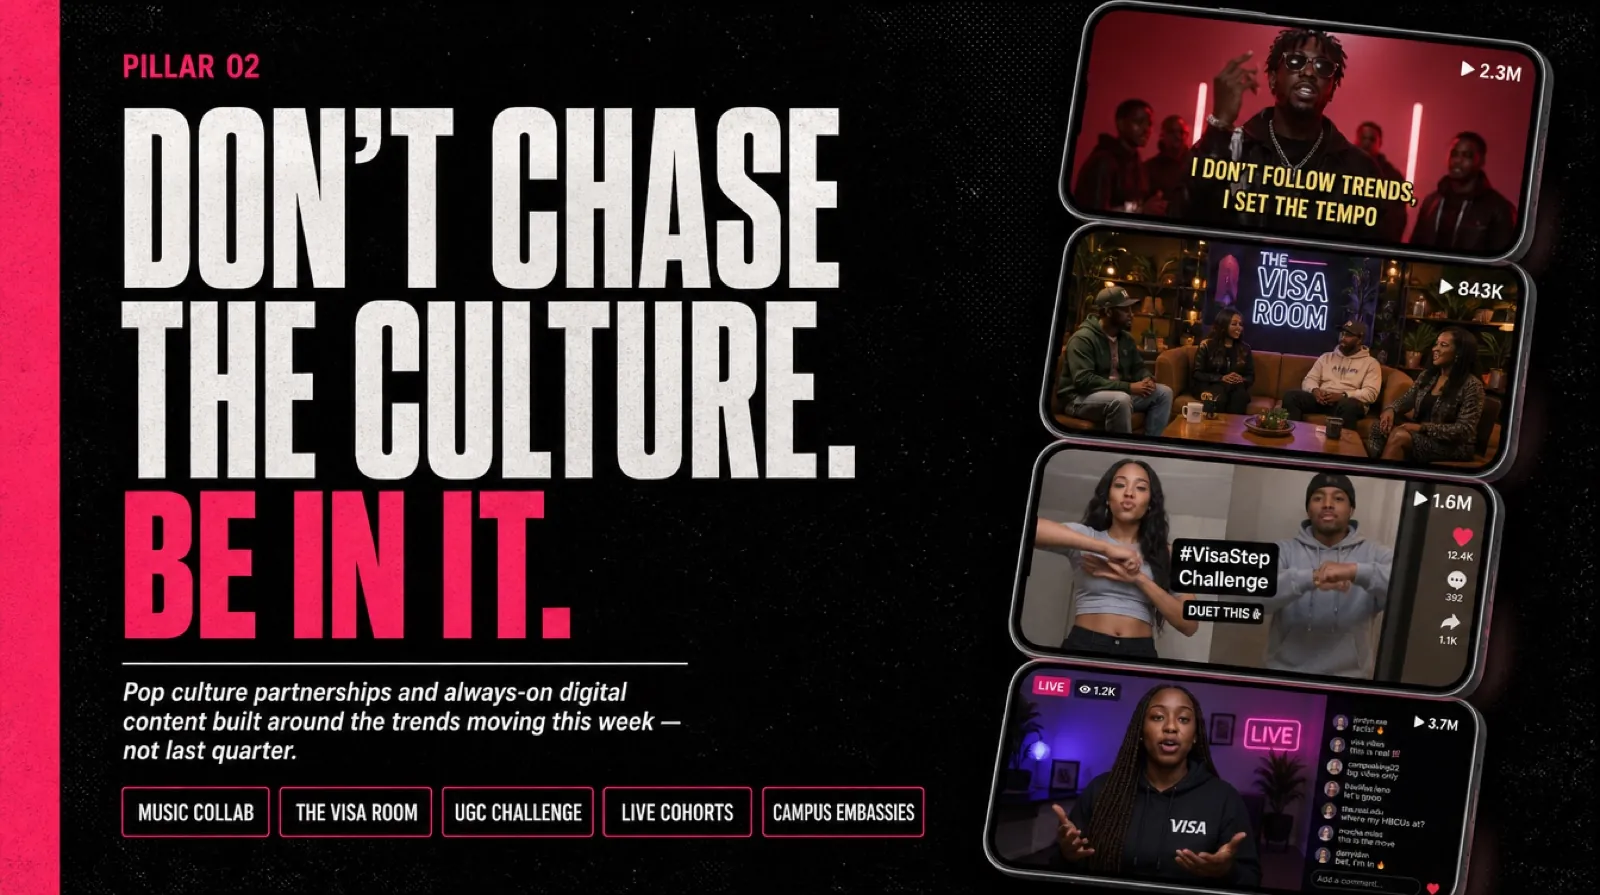 PILLAR 02
DON'T CHASE
THE CULTURE.
BE IN IT.
Pop culture partnerships and always-on digital
content built around the trends moving this week —
not last quarter.
MUSIC COLLAB
THE VISA ROOM
UGC CHALLENGE
LIVE COHORTS
CAMPUS EMBASSIES
2.3M
I DON'T FOLLOW TRENDS,
I SET THE TEMPO
843K
THE
VISA
ROOM
1.6M
#VisaStep
Challenge
DUET THIS
12.4K
392
1.1K
LIVE
1.2K
LIVE
3.7M
VISA
this is real
big vibes only
let's gooo
where my HBCUs at?
this is the move
bet, I'm in
Add a comment...